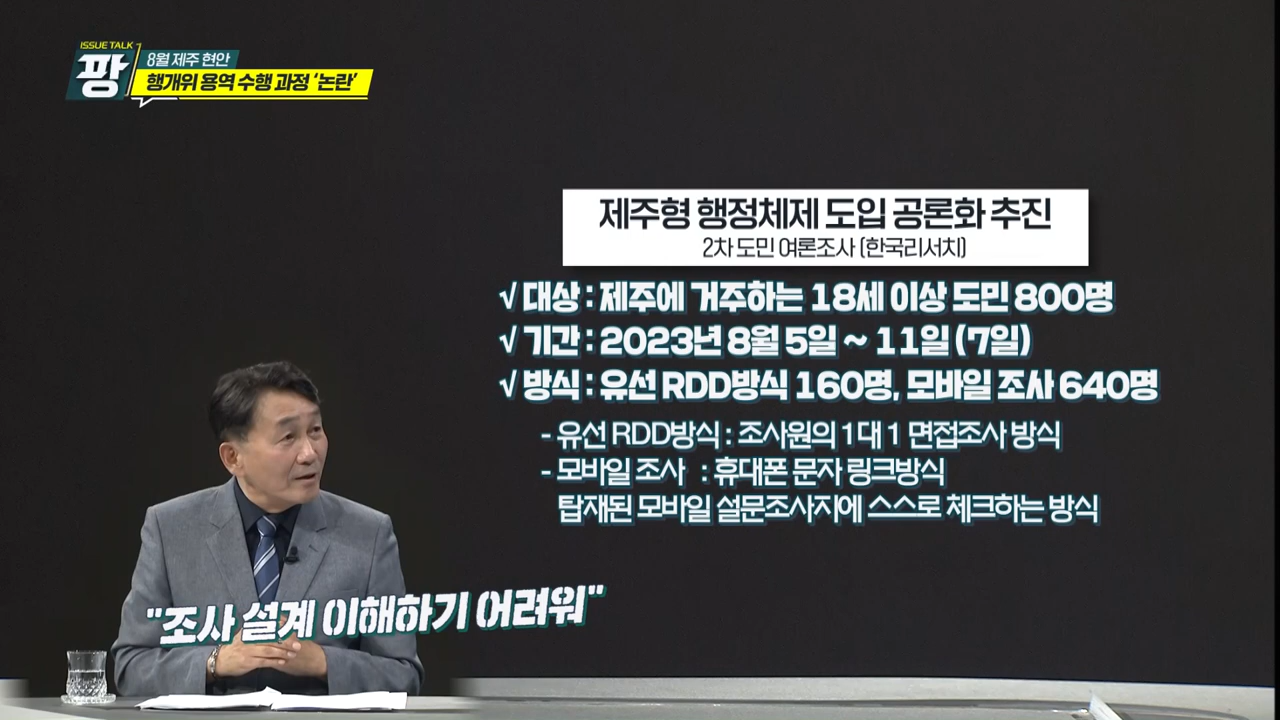 ISSUE TALK
팡
8월 제주 현안
행개위 용역 수행 과정 '논란'
제주형 행정체제 도입 공론화 추진
2차 도민 여론조사 (한국리서치)
√ 대상 : 제주에 거주하는 18세 이상 도민 800명
√ 기간 : 2023년 8월 5일 ~ 11일 (7일)
√ 방식 : 유선 RDD방식 160명, 모바일 조사 640명
- 유선 RDD방식 : 조사원의 1대 1 면접조사 방식
- 모바일 조사 : 휴대폰 문자 링크방식
탑재된 모바일 설문조사지에 스스로 체크하는 방식
"조사 설계 이해하기 어려워"